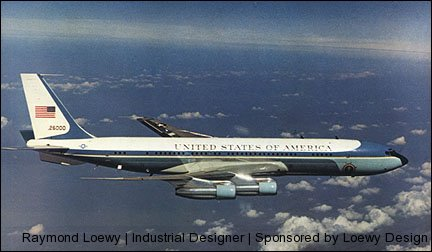 26000
UNITED STATES OF AMERICA
Raymond Loewy | Industrial Designer | Sponsored by Loewy Design